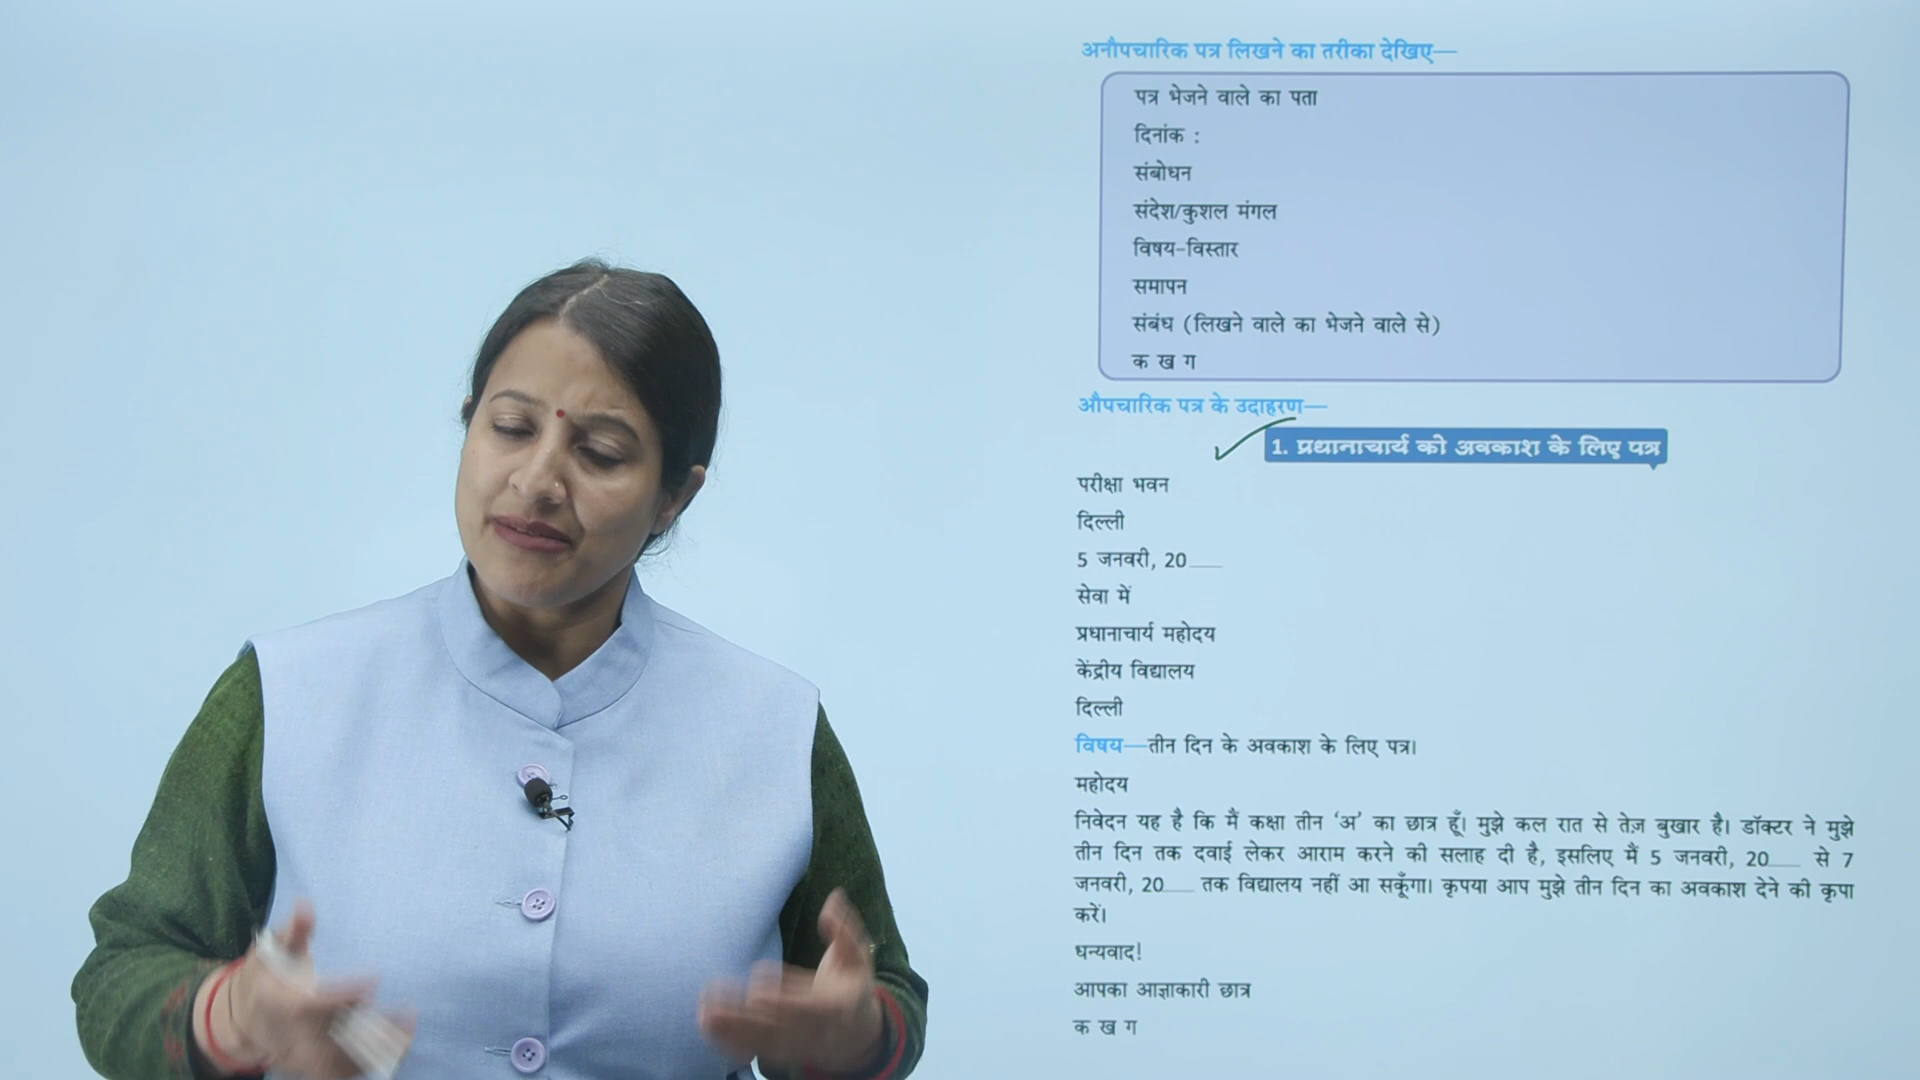 अनौपचारिक पत्र लिखने का तरीका देखिए—
पत्र भेजने वाले का पता
दिनांक :
संबोधन
संदेश/कुशल मंगल
विषय-विस्तार
समापन
संबंध (लिखने वाले का भेजने वाले से)
क ख ग
औपचारिक पत्र के उदाहरण—
1. प्रधानाचार्य को अवकाश के लिए पत्र
परीक्षा भवन
दिल्ली
5 जनवरी, 20___
सेवा में
प्रधानाचार्य महोदय
केंद्रीय विद्यालय
दिल्ली
विषय—तीन दिन के अवकाश के लिए पत्र।
महोदय
निवेदन यह है कि मैं कक्षा तीन ‘अ’ का छात्र हूँ। मुझे कल रात से तेज़ बुखार है। डॉक्टर ने मुझे
तीन दिन तक दवाई लेकर आराम करने की सलाह दी है, इसलिए मैं 5 जनवरी, 20___ से 7
जनवरी, 20___ तक विद्यालय नहीं आ सकूँगा। कृपया आप मुझे तीन दिन का अवकाश देने की कृपा
करें।
धन्यवाद!
आपका आज्ञाकारी छात्र
क ख ग